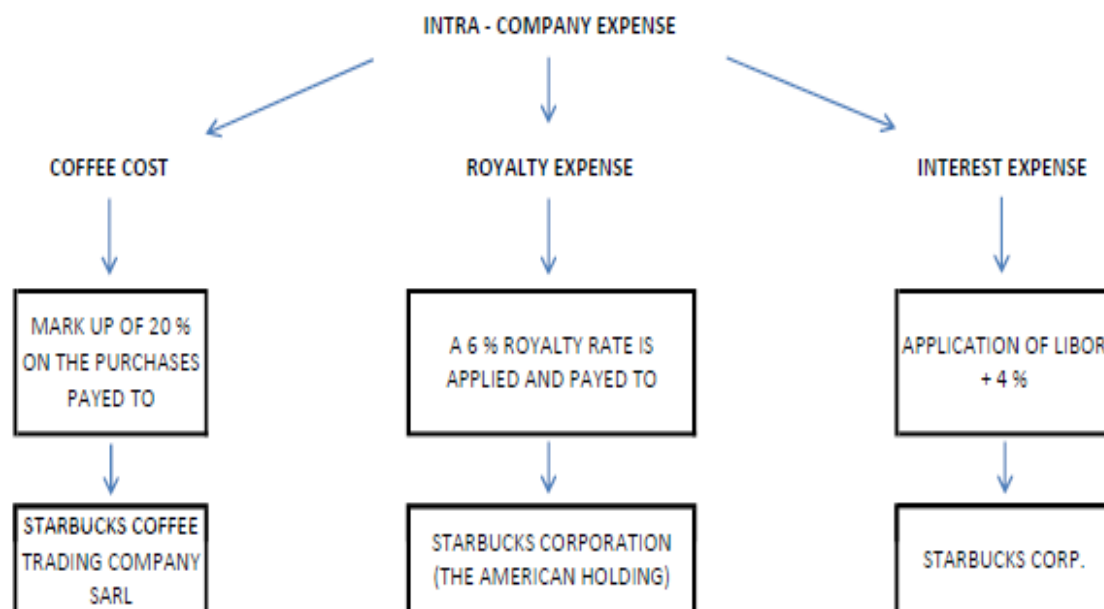 INTRA - COMPANY EXPENSE
COFFEE COST
ROYALTY EXPENSE
INTEREST EXPENSE
MARK UP OF 20 %
ON THE PURCHASES
PAYED TO
A 6 % ROYALTY RATE IS
APPLIED AND PAYED TO
APPLICATION OF LIBOR
+ 4 %
STARBUCKS COFFEE
TRADING COMPANY
SARL
STARBUCKS CORPORATION
(THE AMERICAN HOLDING)
STARBUCKS CORP.